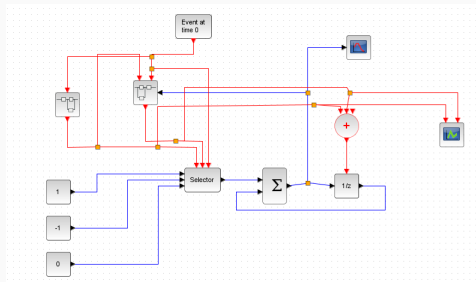 Event at
time 0
+
Selector
Σ
1/z
1
-1
0